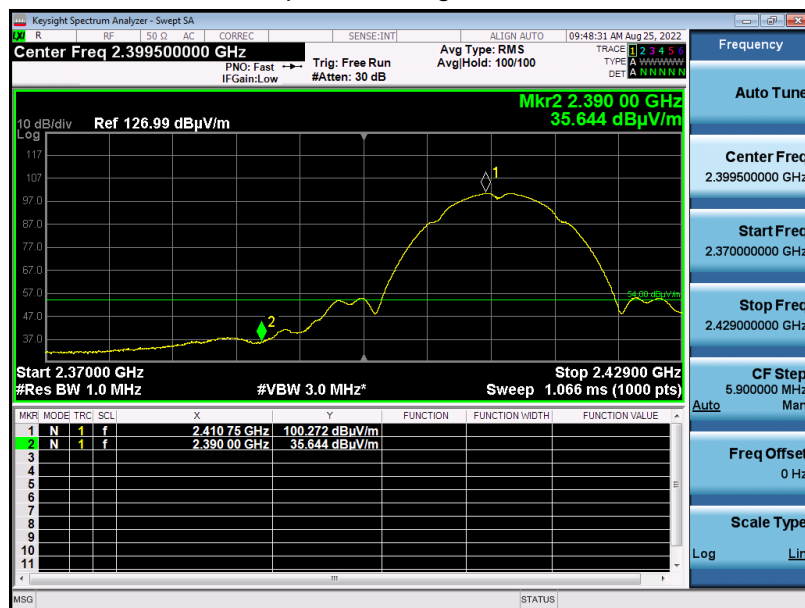 Keysight Spectrum Analyzer - Swept SA
LXI R RF 50 Ω AC CORREC SENSE:INT ALIGN AUTO 09:48:31 AM Aug 25, 2022
Center Freq 2.399500000 GHz
PNO: Fast
IFGain:Low
Trig: Free Run
#Atten: 30 dB
Avg Type: RMS
Avg|Hold: 100/100
TRACE 1 2 3 4 5 6
TYPE A WWWWW
DET A N N N N N
Mkr2 2.390 00 GHz
35.644 dBµV/m
10 dB/div Ref 126.99 dBµV/m
Log
117
107
97.0
87.0
77.0
67.0
57.0
47.0
37.0
1
54.00 dBµV/m
2
Start 2.37000 GHz Stop 2.42900 GHz
#Res BW 1.0 MHz #VBW 3.0 MHz* Sweep 1.066 ms (1000 pts)
MKR MODE TRC SCL X Y FUNCTION FUNCTION WIDTH FUNCTION VALUE
1 N 1 f 2.410 75 GHz 100.272 dBµV/m
2 N 1 f 2.390 00 GHz 35.644 dBµV/m
3
4
5
6
7
8
9
10
11
MSG STATUS
Frequency
Auto Tune
Center Freq
2.399500000 GHz
Start Freq
2.370000000 GHz
Stop Freq
2.429000000 GHz
CF Step
5.900000 MHz
Auto Man
Freq Offset
0 Hz
Scale Type
Log Lin